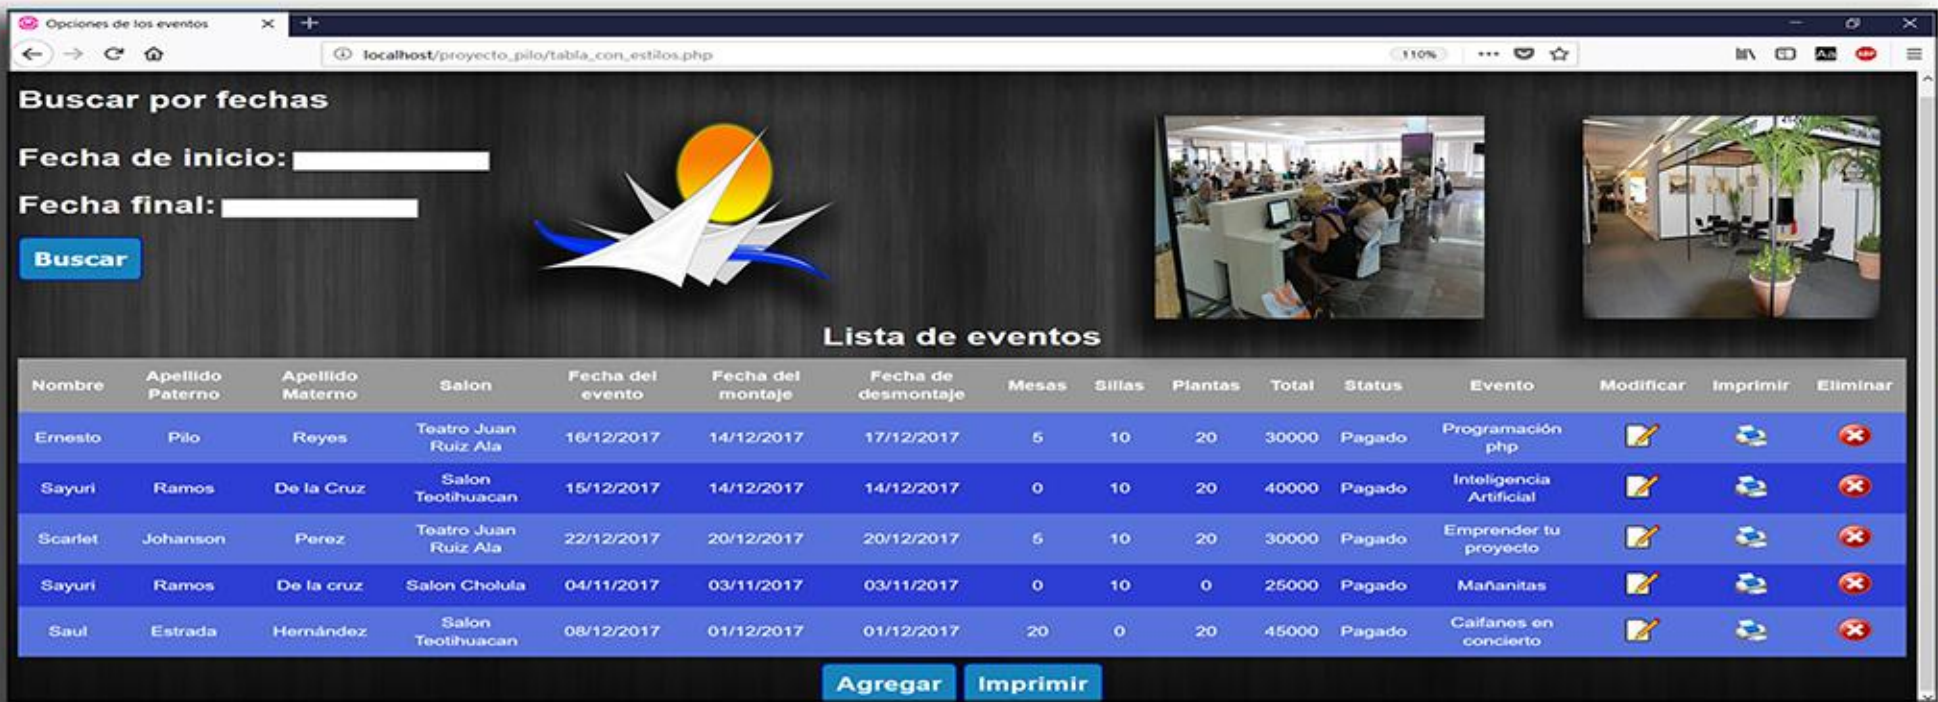 Opciones de los eventos
localhost/proyecto_pilo/tabla_con_estilos.php 110%
Buscar por fechas
Fecha de inicio:
Fecha final:
Buscar
Lista de eventos
Nombre Apellido Paterno Apellido Materno Salon Fecha del evento Fecha del montaje Fecha de desmontaje Mesas Sillas Plantas Total Status Evento Modificar Imprimir Eliminar
Ernesto Pilo Reyes Teatro Juan Ruiz Ala 16/12/2017 14/12/2017 17/12/2017 5 10 20 30000 Pagado Programación php
Sayuri Ramos De la Cruz Salon Teotihuacan 15/12/2017 14/12/2017 14/12/2017 0 10 20 40000 Pagado Inteligencia Artificial
Scarlet Johanson Perez Teatro Juan Ruiz Ala 22/12/2017 20/12/2017 20/12/2017 5 10 20 30000 Pagado Emprender tu proyecto
Sayuri Ramos De la cruz Salon Cholula 04/11/2017 03/11/2017 03/11/2017 0 10 0 25000 Pagado Mañanitas
Saul Estrada Hernández Salon Teotihuacan 08/12/2017 01/12/2017 01/12/2017 20 0 20 45000 Pagado Caifanes en concierto
Agregar Imprimir